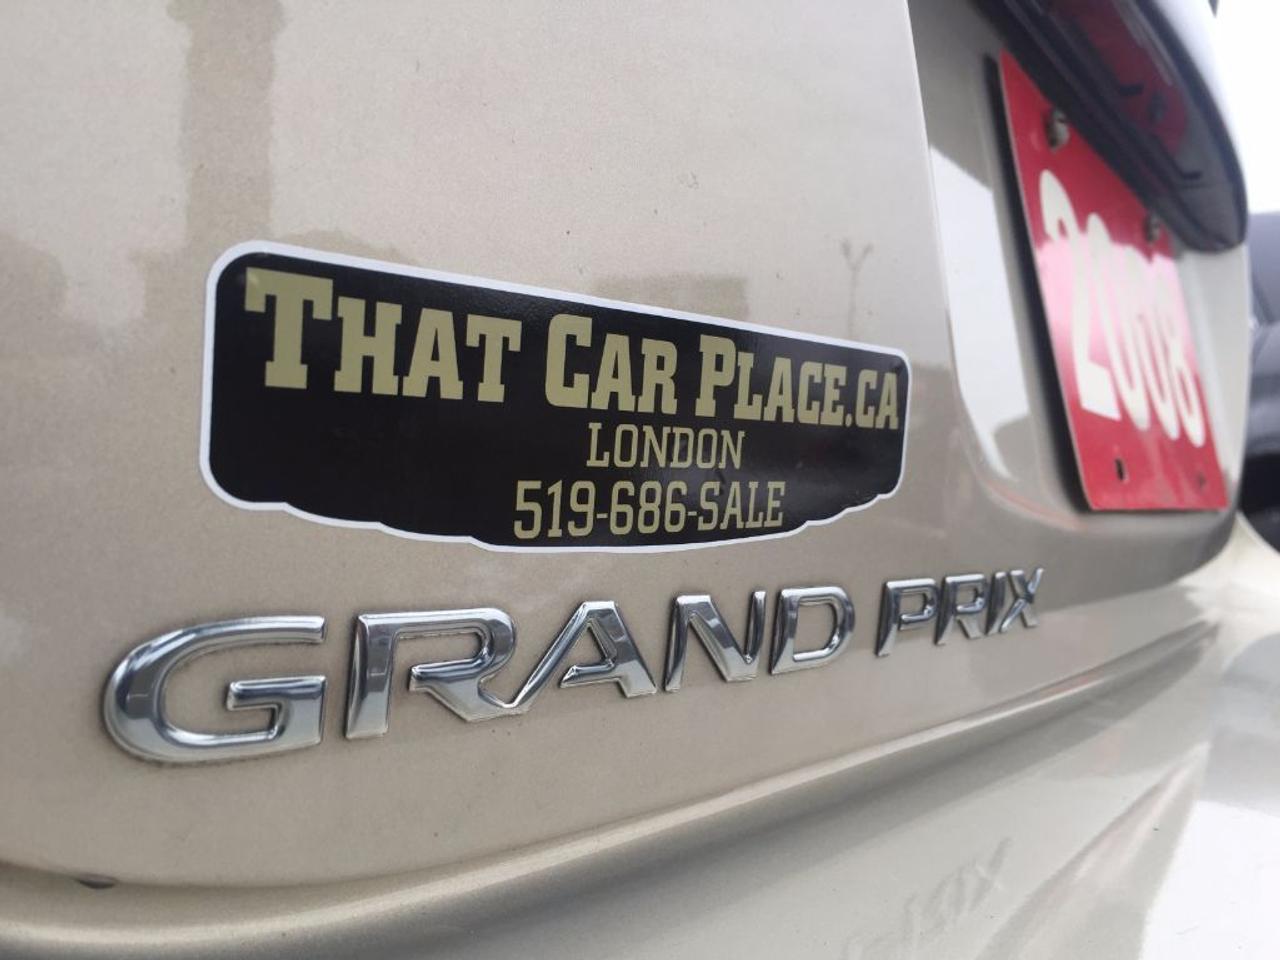 THAT CAR PLACE.CA
LONDON
519-686-SALE
2008
GRAND PRIX